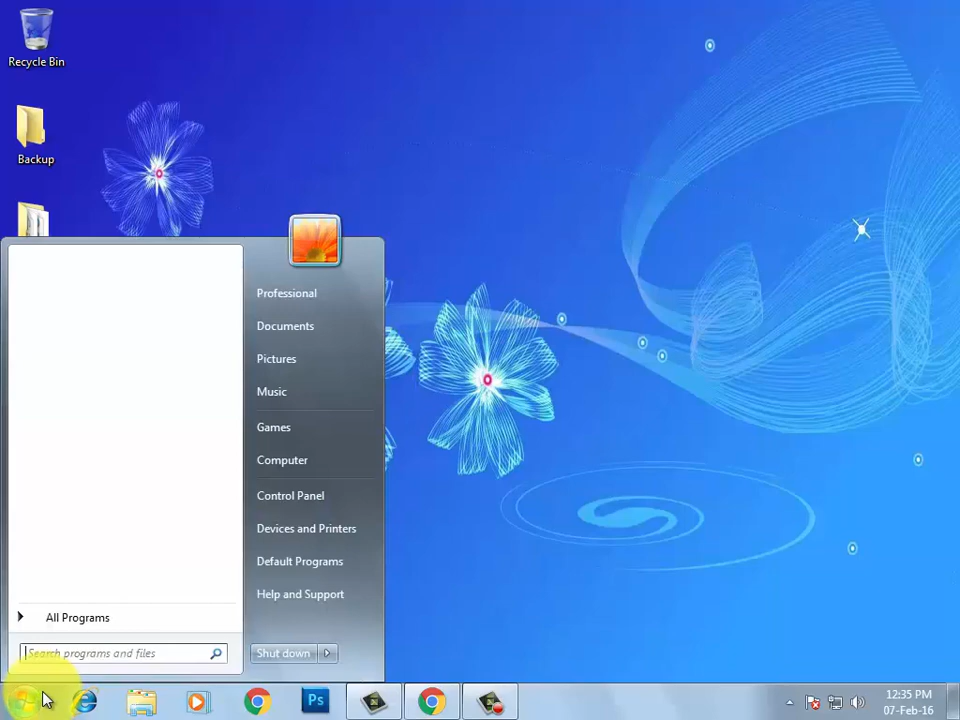 Recycle Bin
Backup
Professional
Documents
Pictures
Music
Games
Computer
Control Panel
Devices and Printers
Default Programs
Help and Support
All Programs
Search programs and files
Shut down
Ps
12:35 PM
07-Feb-16